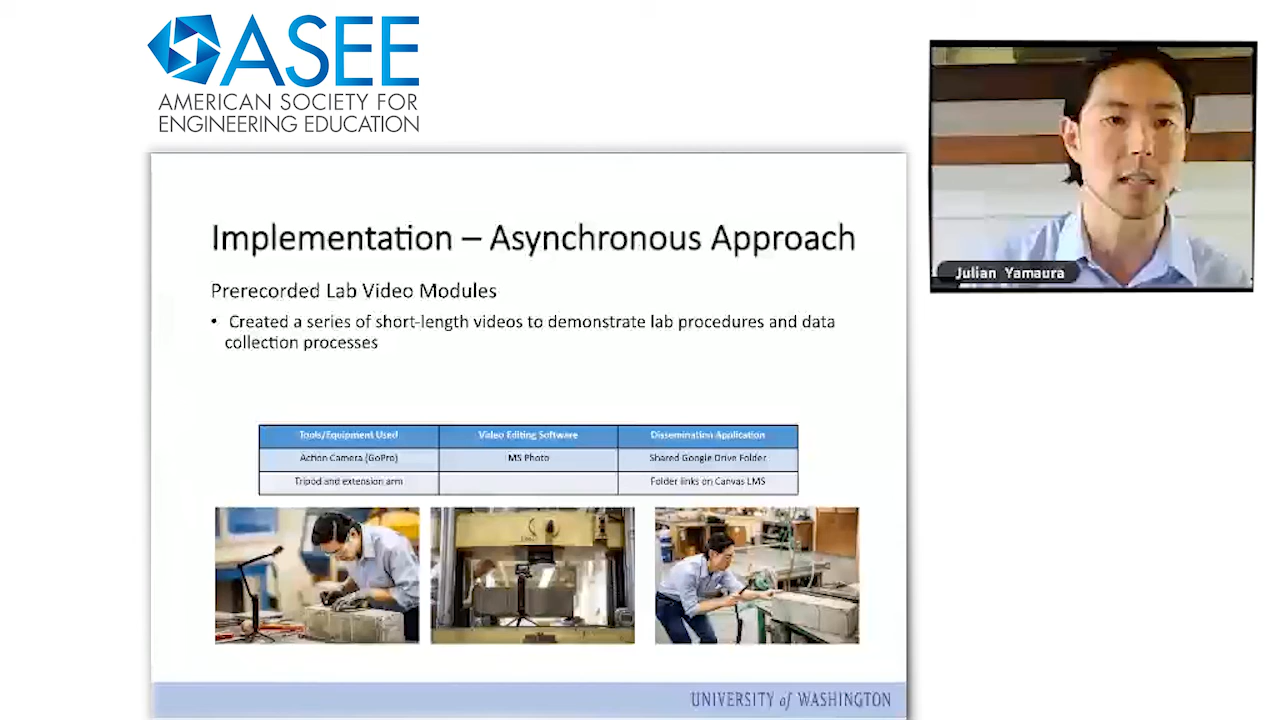 ASEE
AMERICAN SOCIETY FOR
ENGINEERING EDUCATION
Julian Yamaura
Implementation – Asynchronous Approach
Prerecorded Lab Video Modules
• Created a series of short-length videos to demonstrate lab procedures and data
collection processes
Tools/Equipment Used Video Editing Software Dissemination Application
Action Camera (GoPro) MS Photo Shared Google Drive Folder
Tripod and extension arm Folder links on Canvas LMS
UNIVERSITY of WASHINGTON